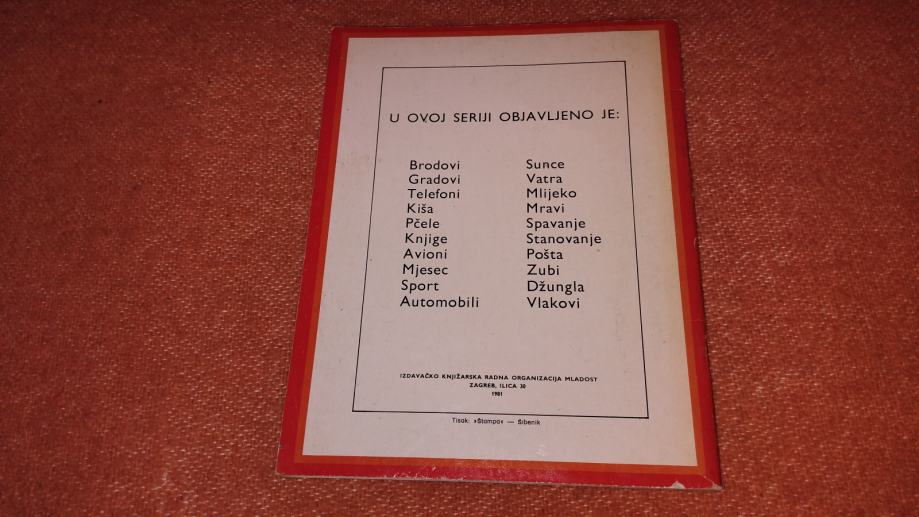 U OVOJ SERIJI OBJAVLJENO JE:
Brodovi
Gradovi
Telefoni
Kiša
Pčele
Knjige
Avioni
Mjesec
Sport
Automobili
Sunce
Vatra
Mlijeko
Mravi
Spavanje
Stanovanje
Pošta
Zubi
Džungla
Vlakovi
IZDAVAČKO KNJIŽARSKA RADNA ORGANIZACIJA MLADOST
ZAGREB, ILICA 30
1981
Tisak: »Štampa« — Šibenik